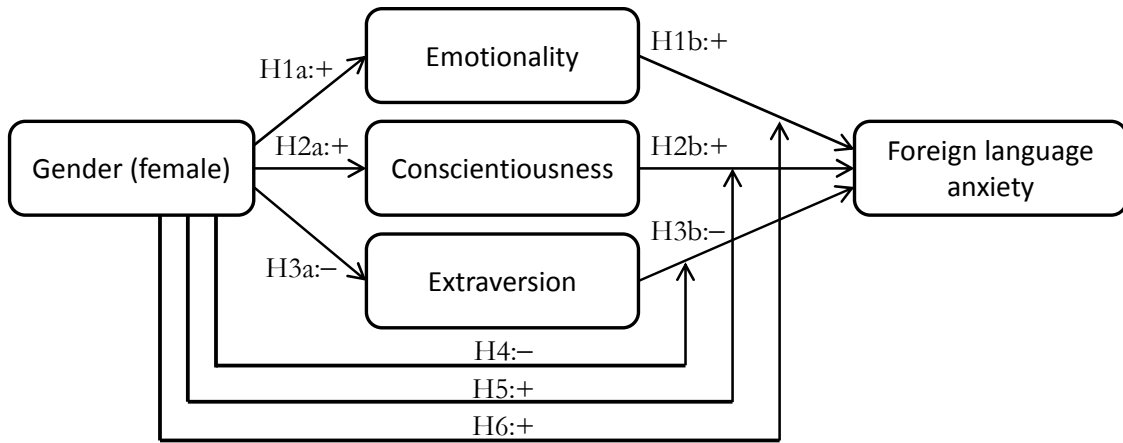 Emotionality
H1b:+
H1a:+
Gender (female)
H2a:+
Conscientiousness
H2b:+
Foreign language
anxiety
H3a:–
Extraversion
H3b:–
H4:–
H5:+
H6:+